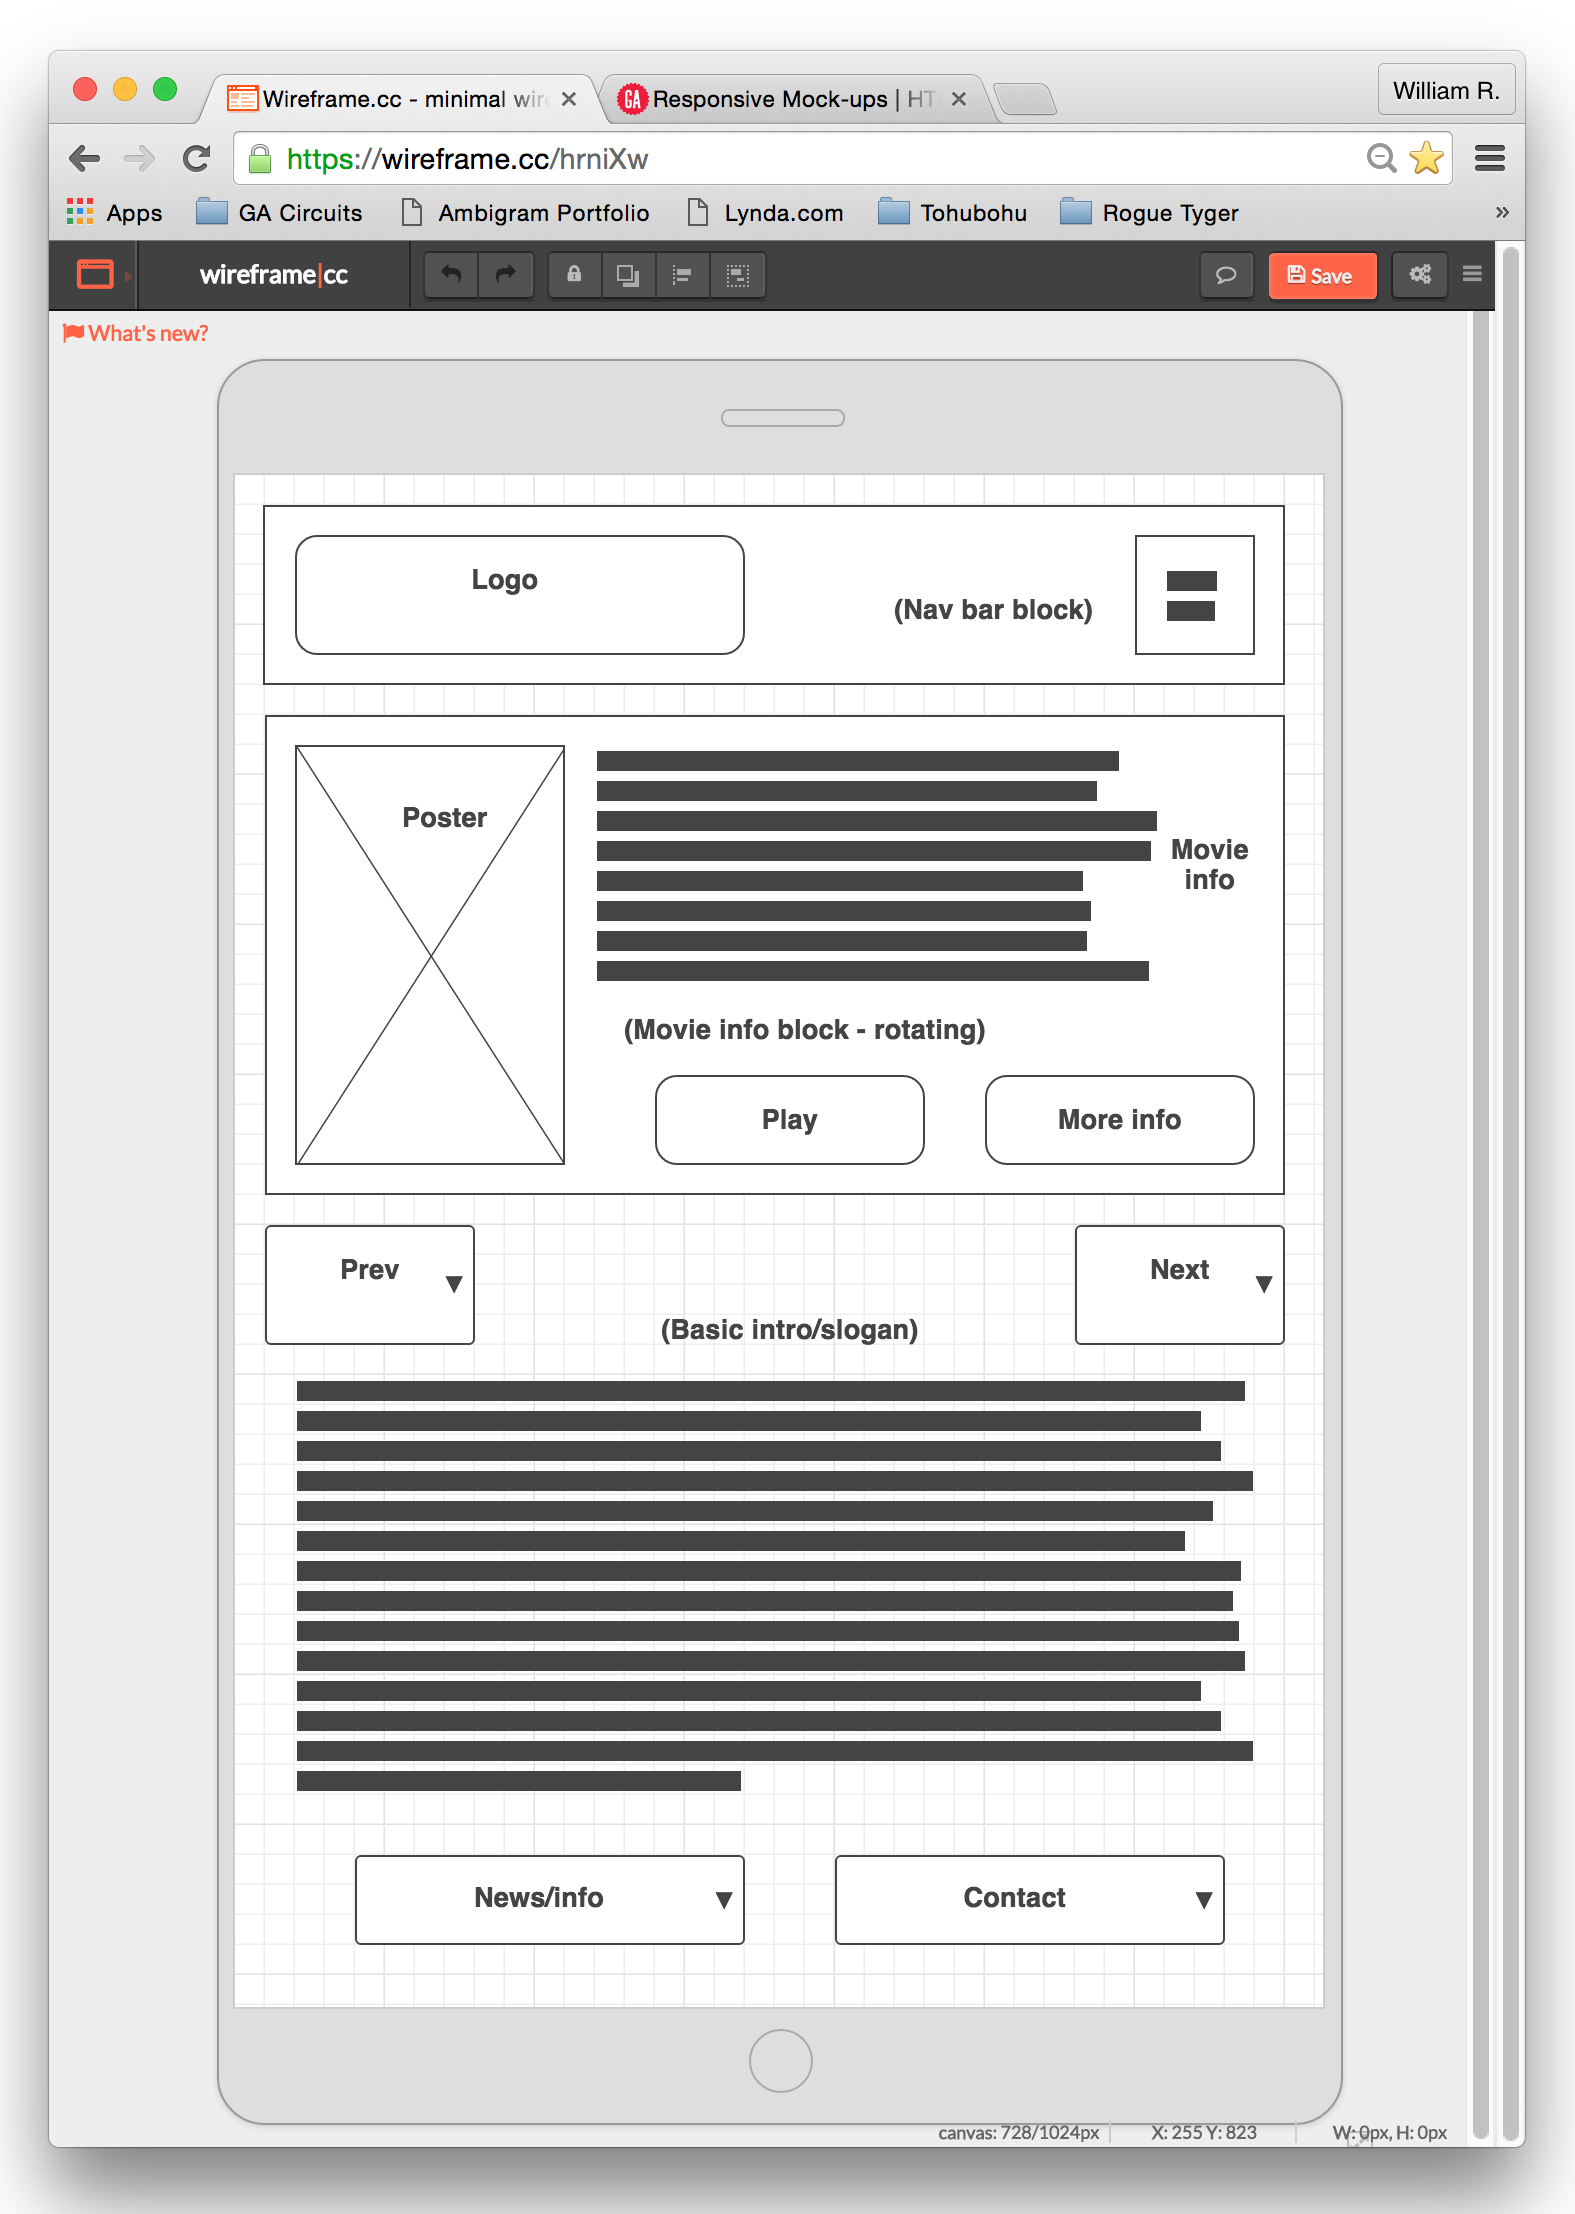 Wireframe.cc - minimal wire
GA
Responsive Mock-ups | HT
William R.
https://wireframe.cc/hrniXw
Apps
GA Circuits
Ambigram Portfolio
Lynda.com
Tohubohu
Rogue Tyger
»
wireframe|cc
Save
What's new?
Logo
(Nav bar block)
Poster
Movie
info
(Movie info block - rotating)
Play
More info
Prev
Next
(Basic intro/slogan)
News/info
Contact
canvas: 728/1024px
X: 255 Y: 823
W: 0px, H: 0px